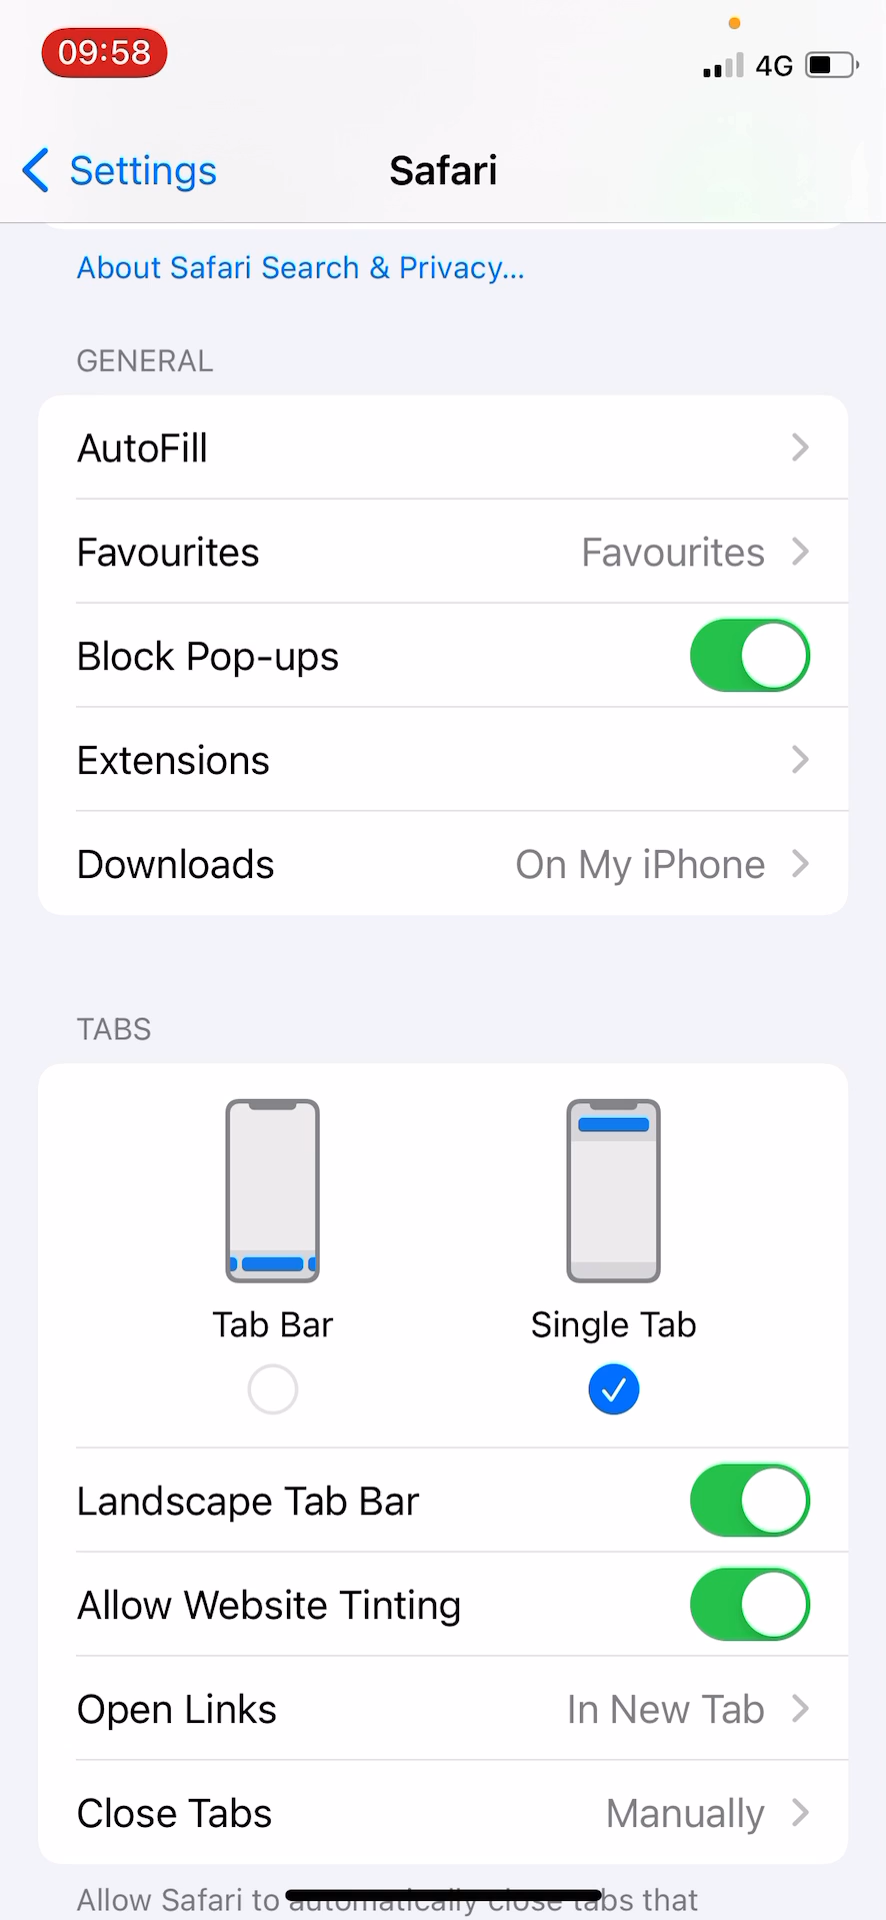 09:58
4G
Settings
Safari
About Safari Search & Privacy...
GENERAL
AutoFill
Favourites Favourites
Block Pop-ups
Extensions
Downloads On My iPhone
TABS
Tab Bar Single Tab
Landscape Tab Bar
Allow Website Tinting
Open Links In New Tab
Close Tabs Manually
Allow Safari to automatically close tabs that